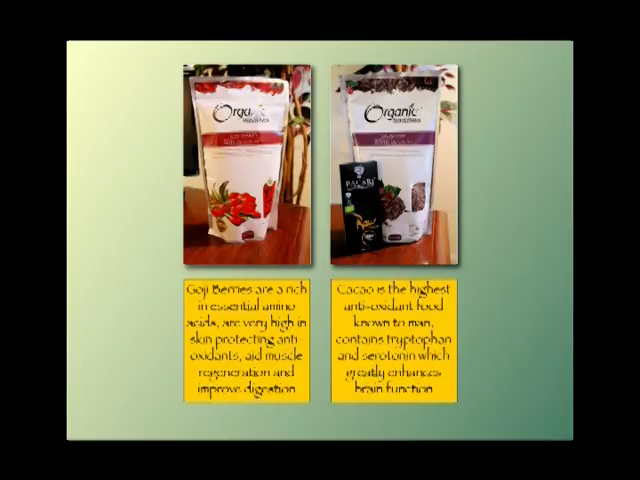 Organic
Organic
PACARI
Goji Berries are a rich
in essential amino
acids, are very high in
skin protecting anti-
oxidants, aid muscle
regeneration and
improve digestion
Cacao is the highest
anti-oxidant food
known to man,
contains tryptophan
and serotonin which
greatly enhances
brain function